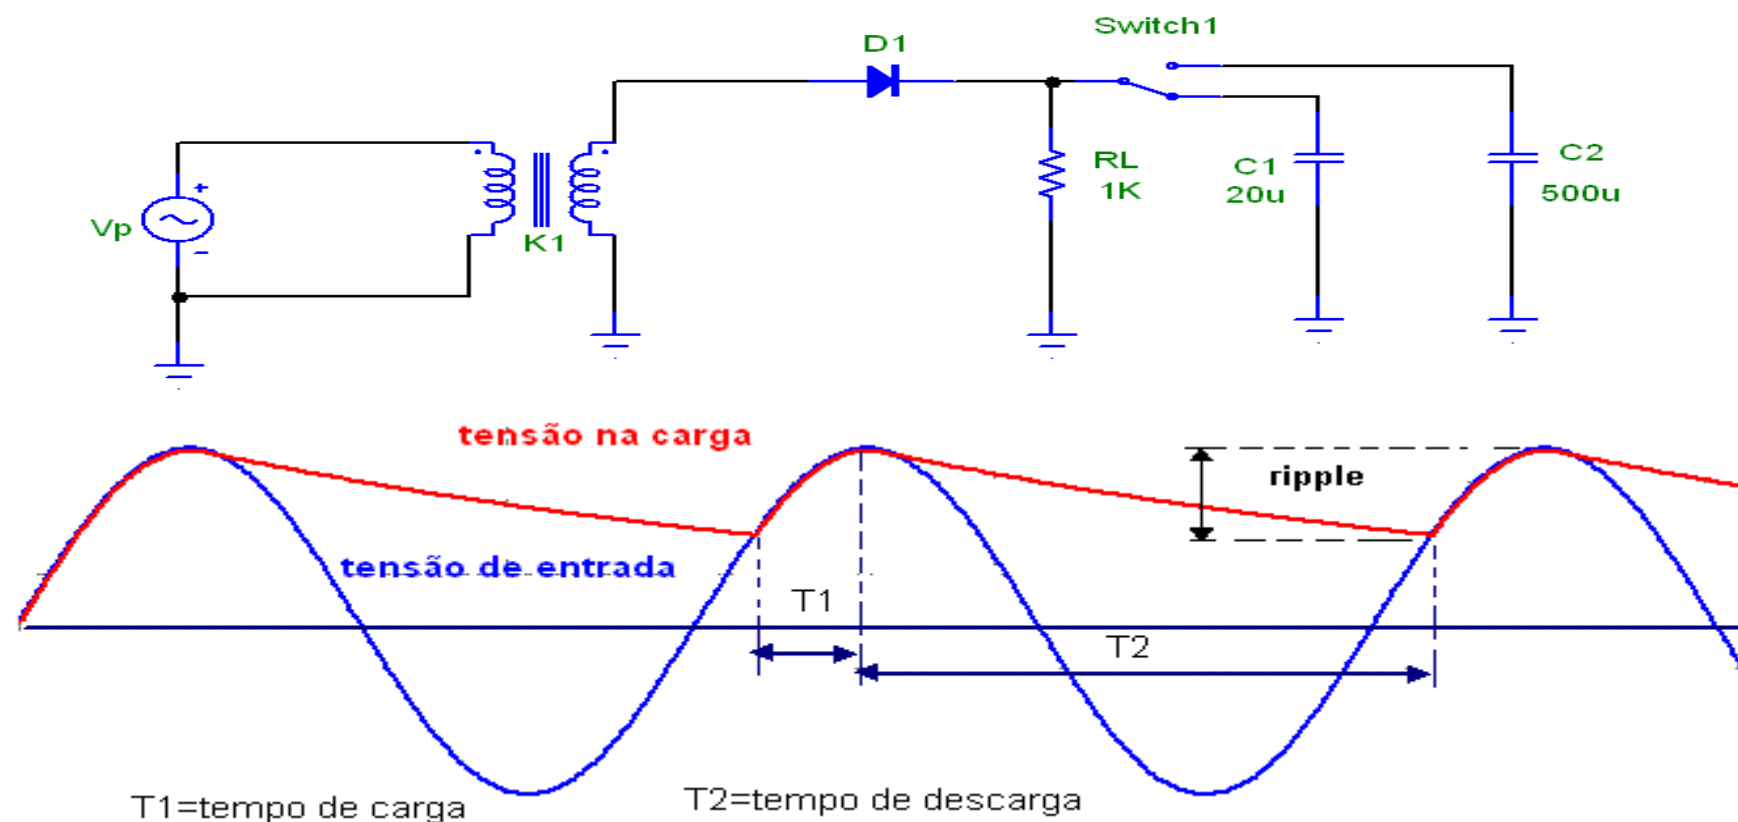 Switch1
D1
+
Vp
-
K1
RL
1K
C1
20u
C2
500u
tensão na carga
ripple
tensão de entrada
T1
T2
T1=tempo de carga
T2=tempo de descarga